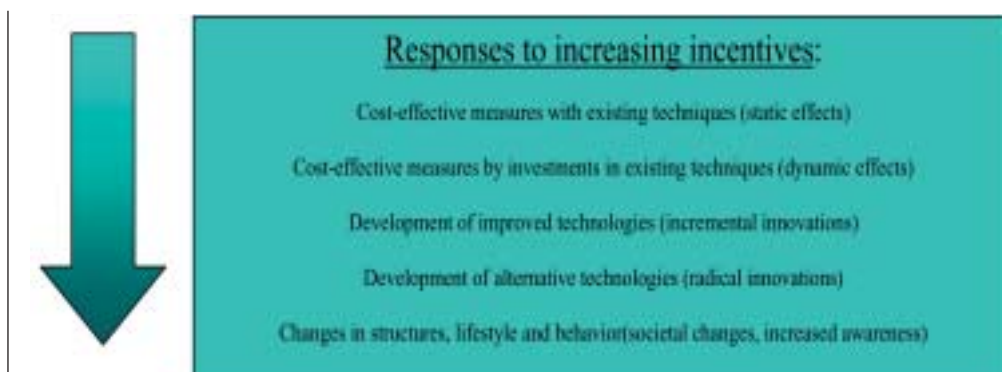 Responses to increasing incentives:
Cost-effective measures with existing techniques (static effects)
Cost-effective measures by investments in existing techniques (dynamic effects)
Development of improved technologies (incremental innovations)
Development of alternative technologies (radical innovations)
Changes in structures, lifestyle and behavior(societal changes, increased awareness)